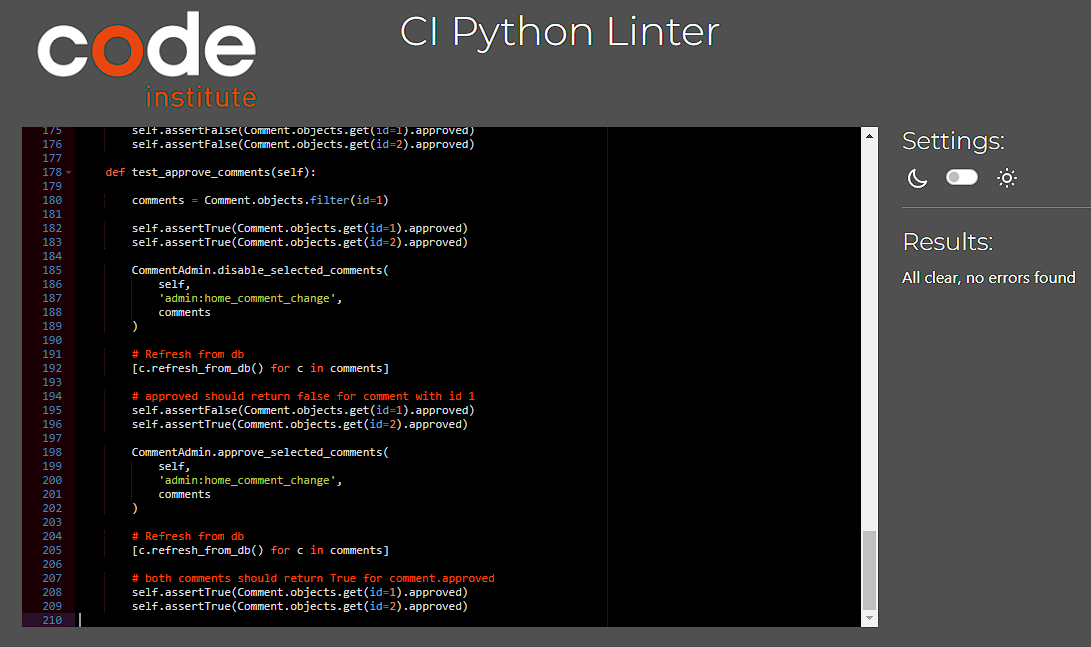 code
institute
CI Python Linter
175 self.assertFalse(Comment.objects.get(id=1).approved)
176 self.assertFalse(Comment.objects.get(id=2).approved)
177
178 def test_approve_comments(self):
179
180 comments = Comment.objects.filter(id=1)
181
182 self.assertTrue(Comment.objects.get(id=1).approved)
183 self.assertTrue(Comment.objects.get(id=2).approved)
184
185 CommentAdmin.disable_selected_comments(
186 self,
187 'admin:home_comment_change',
188 comments
189 )
190
191 # Refresh from db
192 [c.refresh_from_db() for c in comments]
193
194 # approved should return false for comment with id 1
195 self.assertFalse(Comment.objects.get(id=1).approved)
196 self.assertTrue(Comment.objects.get(id=2).approved)
197
198 CommentAdmin.approve_selected_comments(
199 self,
200 'admin:home_comment_change',
201 comments
202 )
203
204 # Refresh from db
205 [c.refresh_from_db() for c in comments]
206
207 # both comments should return True for comment.approved
208 self.assertTrue(Comment.objects.get(id=1).approved)
209 self.assertTrue(Comment.objects.get(id=2).approved)
210
Settings:
Results:
All clear, no errors found